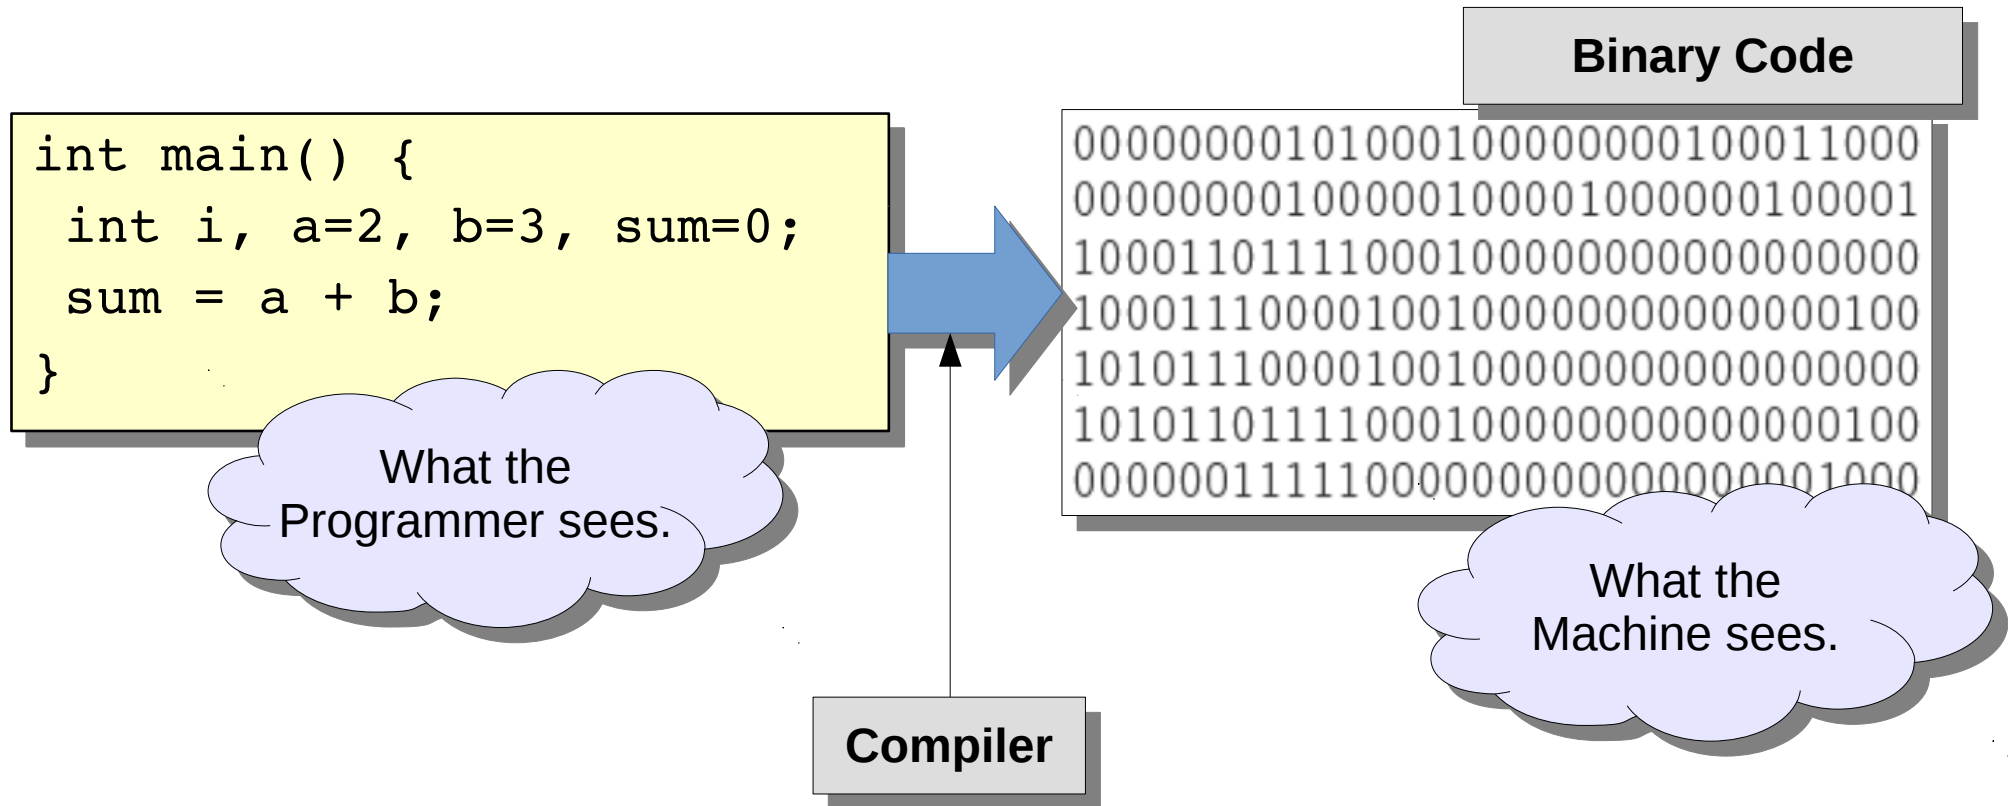 Binary Code
int main() {
int i, a=2, b=3, sum=0;
sum = a + b;
}
00000000101000100000000100011000
00000000100000100001000000100001
10001101111000100000000000000000
10001110000100100000000000000100
10101110000100100000000000000000
10101101111000100000000000000100
00000011111000000000000000001000
What the
Programmer sees.
What the
Machine sees.
Compiler